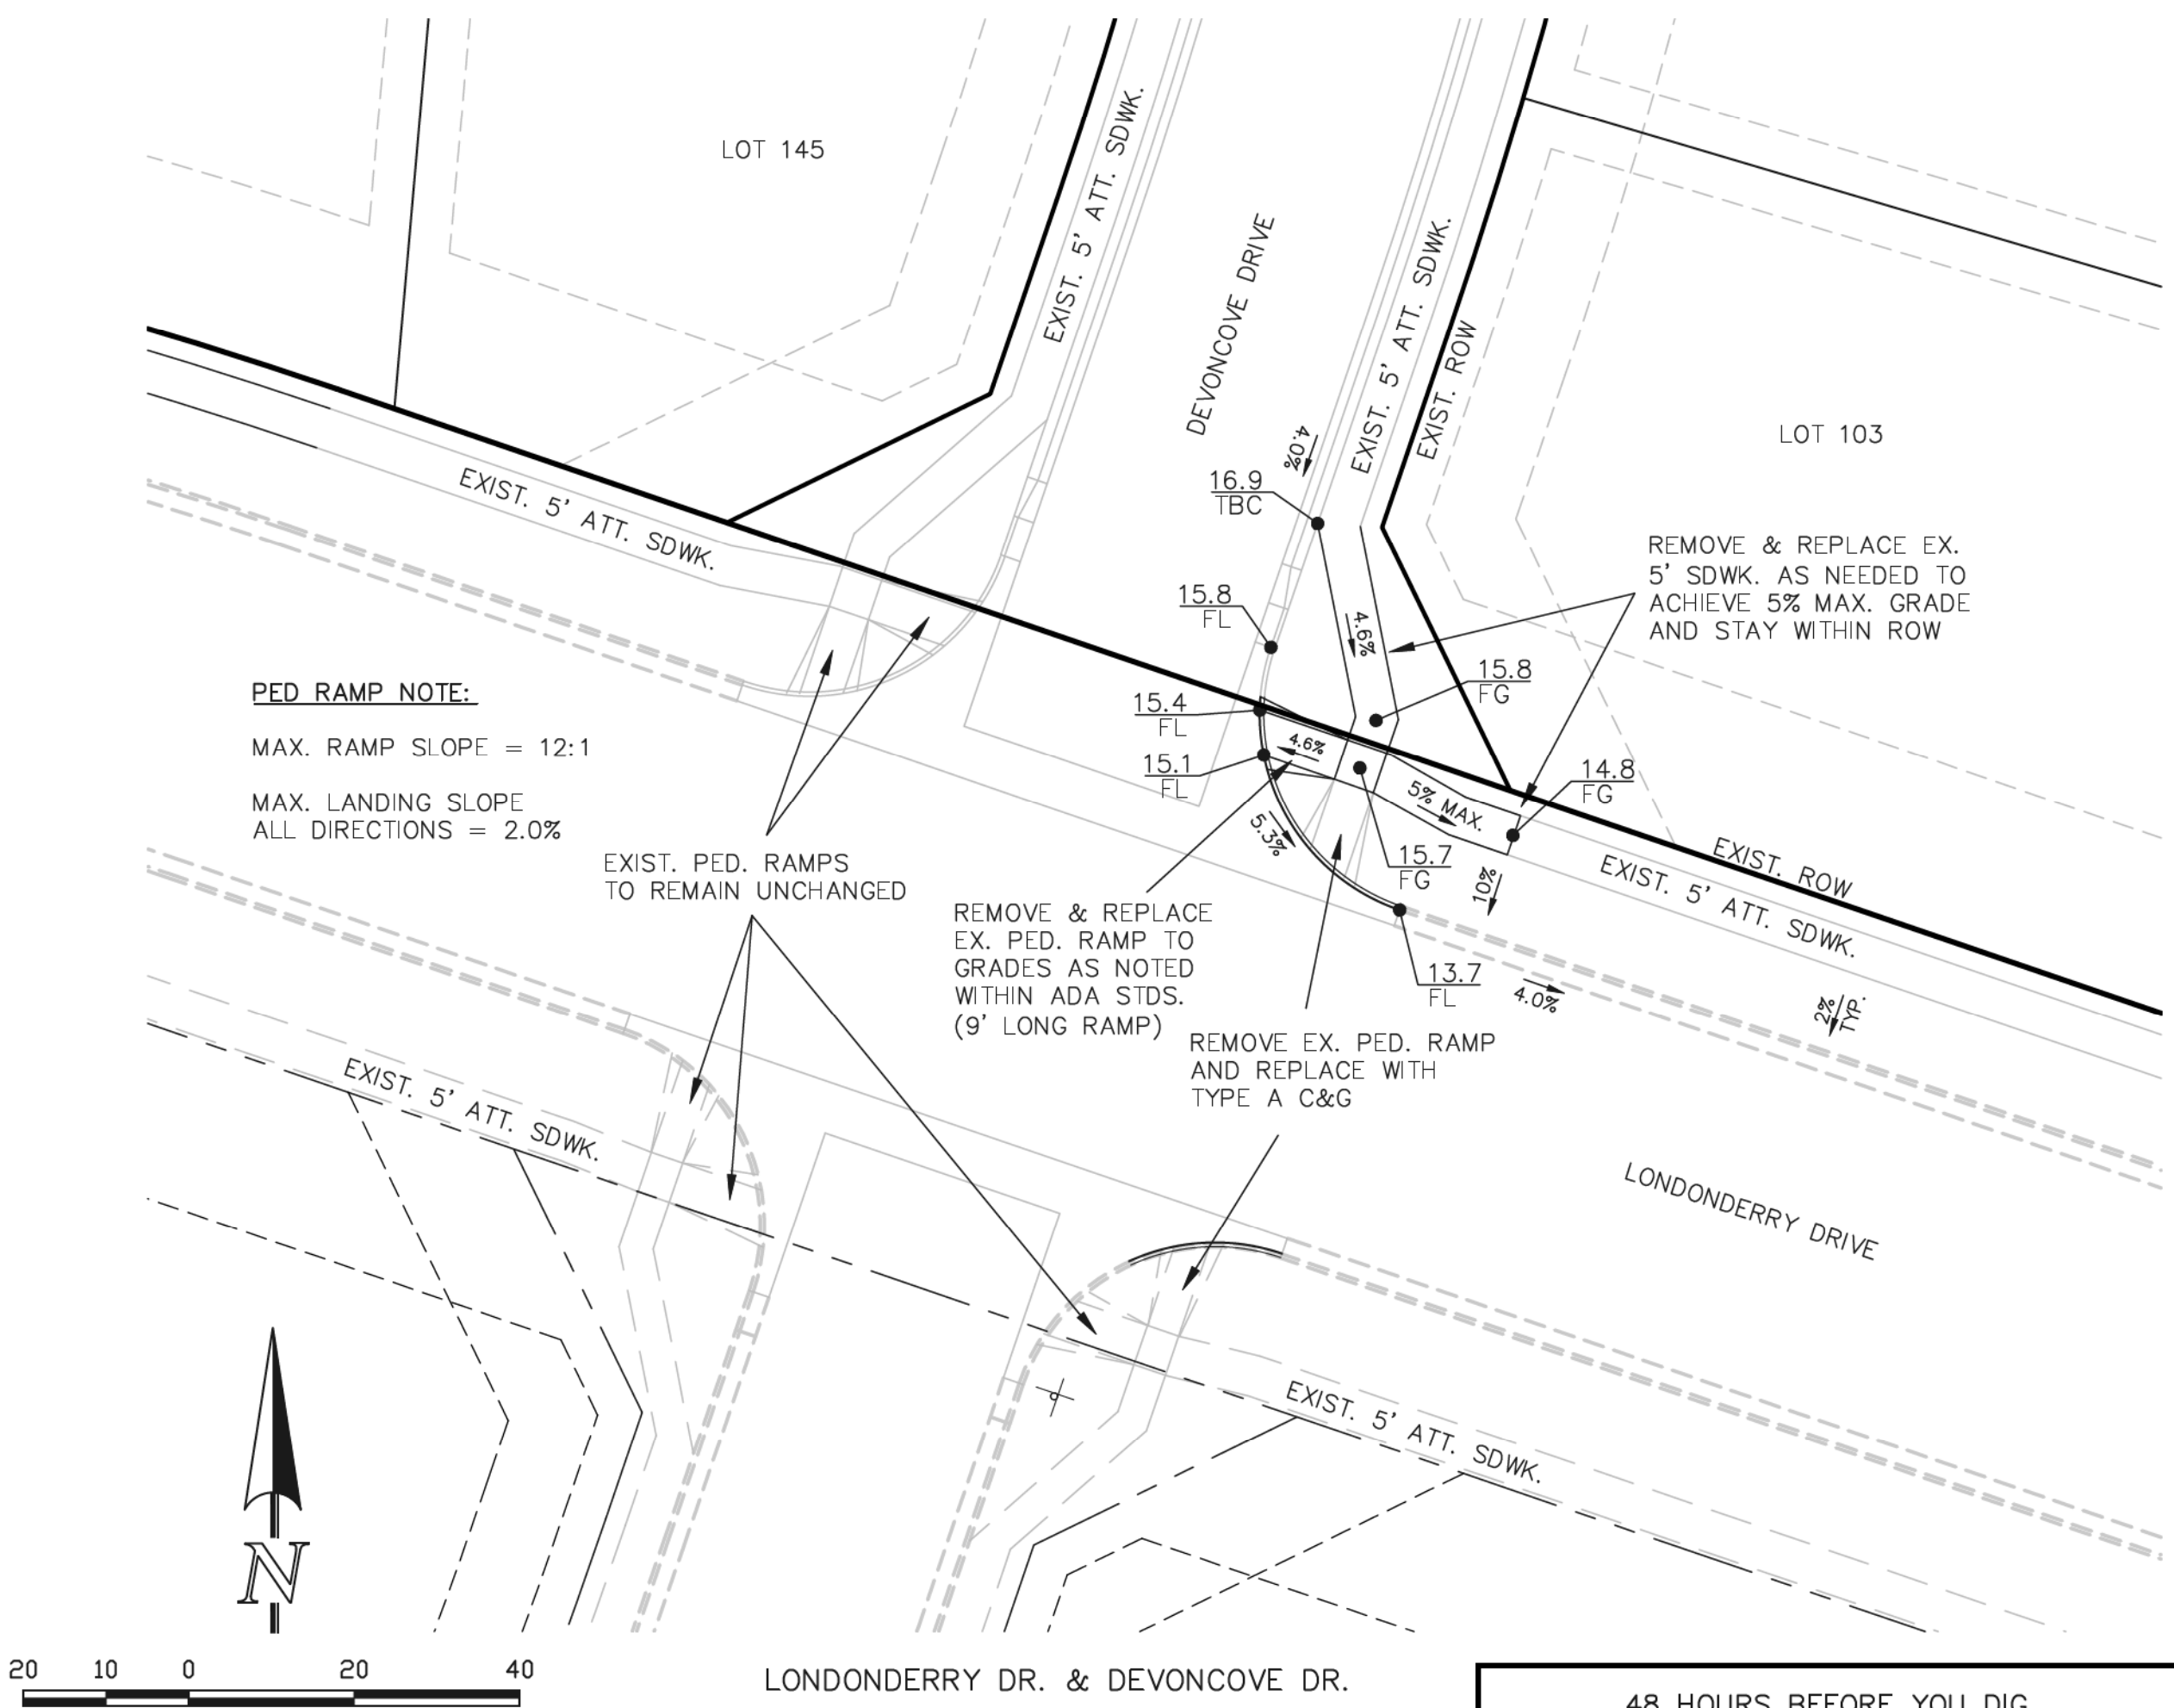 LOT 145
EXIST. 5' ATT. SDWK.
DEVONCOVE DRIVE
EXIST. 5' ATT. SDWK.
EXIST. ROW
LOT 103
4.0%
16.9
TBC
EXIST. 5' ATT. SDWK.
REMOVE & REPLACE EX.
5' SDWK. AS NEEDED TO
ACHIEVE 5% MAX. GRADE
AND STAY WITHIN ROW
15.8
FL
4.6%
15.8
FG
PED RAMP NOTE:
MAX. RAMP SLOPE = 12:1
MAX. LANDING SLOPE
ALL DIRECTIONS = 2.0%
15.4
FL
4.6%
15.1
FL
14.8
FG
5% MAX.
5.3%
EXIST. PED. RAMPS
TO REMAIN UNCHANGED
15.7
FG
10%
EXIST. ROW
EXIST. 5' ATT. SDWK.
REMOVE & REPLACE
EX. PED. RAMP TO
GRADES AS NOTED
WITHIN ADA STDS.
(9' LONG RAMP)
13.7
FL
4.0%
2%
TYP.
REMOVE EX. PED. RAMP
AND REPLACE WITH
TYPE A C&G
EXIST. 5' ATT. SDWK.
LONDONDERRY DRIVE
EXIST. 5' ATT. SDWK.
N
20 10 0 20 40
LONDONDERRY DR. & DEVONCOVE DR.
48 HOURS BEFORE YOU DIG